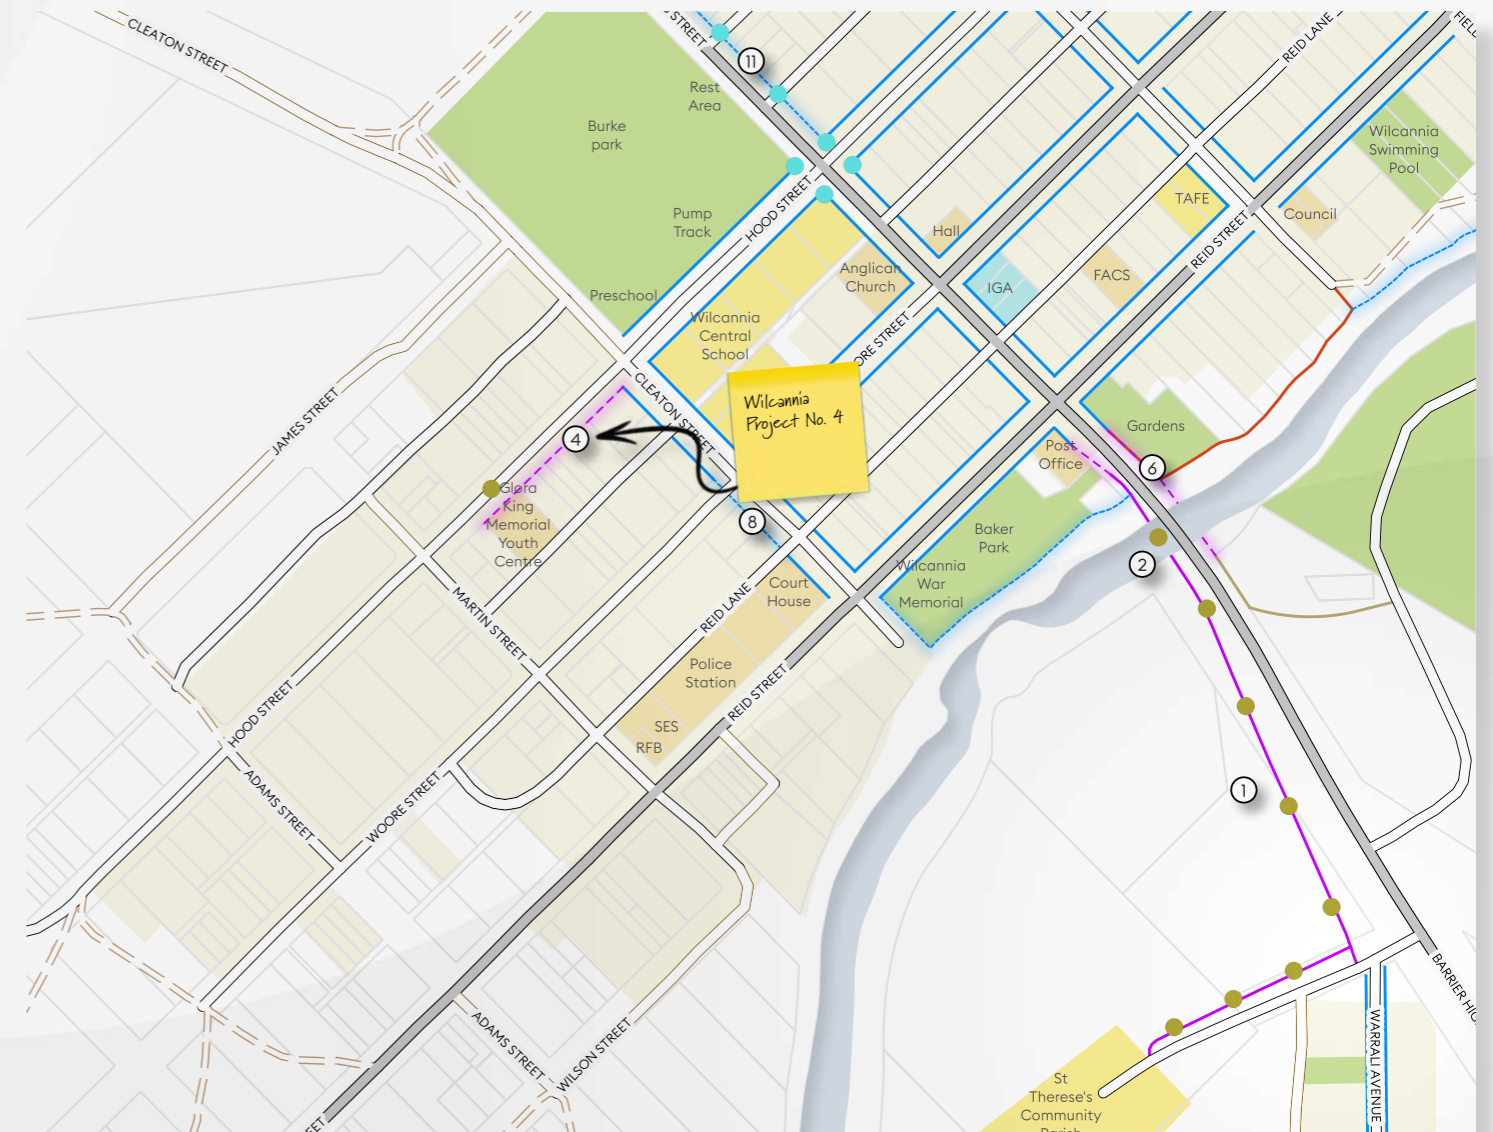 CLEATON STREET
STREET
REID LANE
FIEL
11
Rest
Area
Burke
park
Wilcannia
Swimming
Pool
TAFE
Council
HOOD STREET
Pump
Track
Hall
REID STREET
Anglican
Church
IGA
FACS
Preschool
Wilcannia
Central
School
ORE STREET
CLEATON STREET
Wilcannia
Project No. 4
JAMES STREET
4
Gardens
Post
Office
6
Glora
King
Memorial
Youth
Centre
8
Baker
Park
2
Wilcannia
War
Memorial
Court
House
REID LANE
MARTIN STREET
Police
Station
REID STREET
HOOD STREET
SES
RFB
ADAMS STREET
WOORE STREET
1
BARRIER HIG
ADAMS STREET
WILSON STREET
WARRALI AVENUE
St
Therese's
Community
Parish
EET